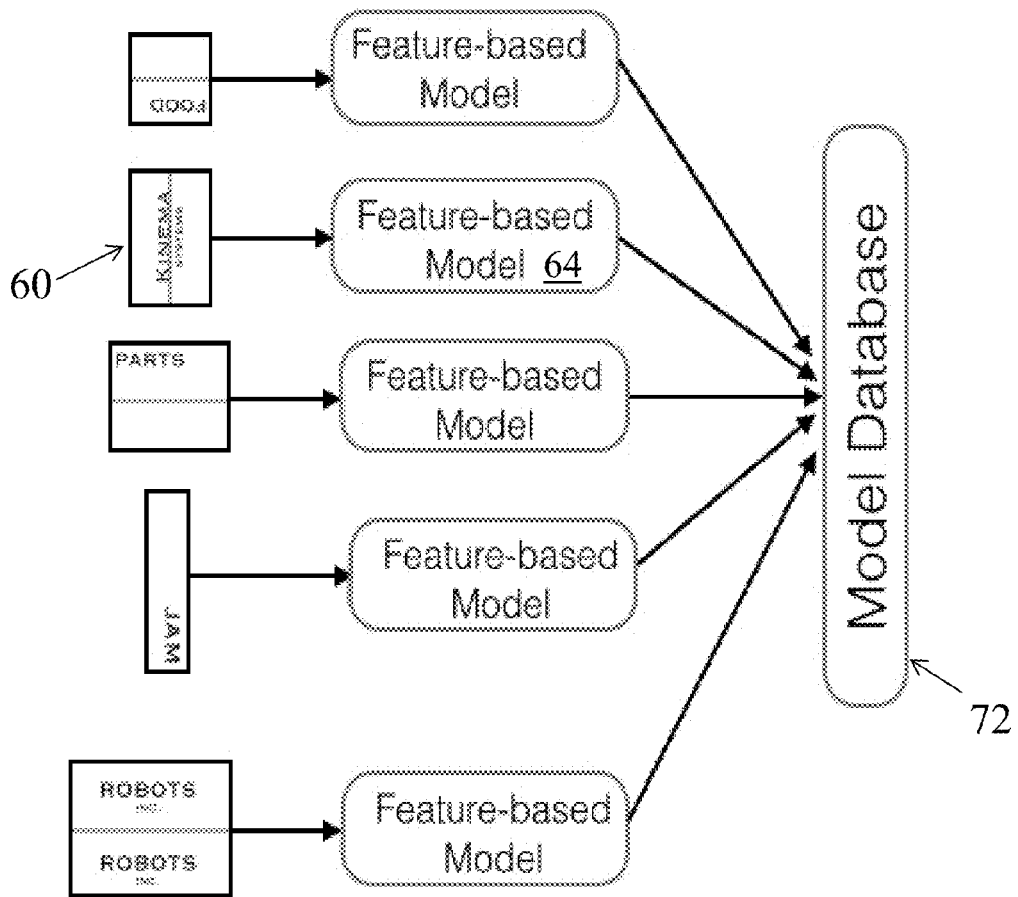 Feature-based
Model
FOOD
Feature-based
Model 64
KINEMA
SYSTEMS
60
PARTS
Feature-based
Model
Model Database
Feature-based
Model
JAM
72
ROBOTS
INC.
Feature-based
Model
ROBOTS
INC.